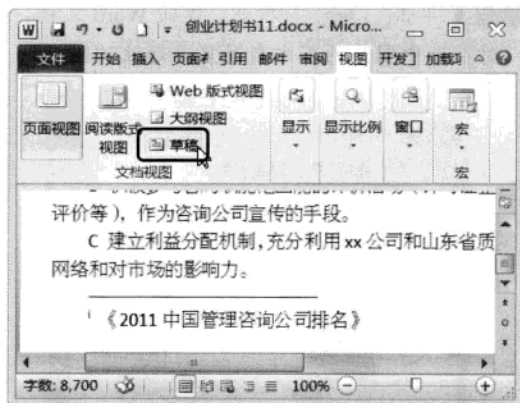 创业计划书11.docx - Micro...
文件 开始 插入 页面 引用 邮件 审阅 视图 开发 加载
页面视图 阅读版式视图 Web 版式视图 大纲视图 草稿 显示 显示比例 窗口 宏
文档视图 宏
评价等），作为咨询公司宣传的手段。
C 建立利益分配机制，充分利用 xx 公司和山东省质
网络和对市场的影响力。
《2011 中国管理咨询公司排名》
字数: 8,700 100%